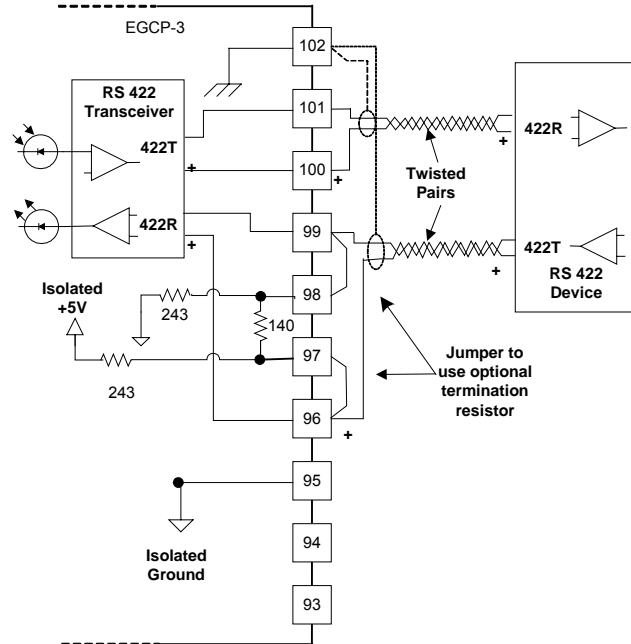 EGCP-3
102
RS 422
Transceiver
101
422T
422R
+
100
+
+
Twisted
Pairs
422R
+
99
422T
+
RS 422
Device
Isolated
+5V
98
243
140
97
243
Jumper to
use optional
termination
resistor
96
+
95
Isolated
Ground
94
93